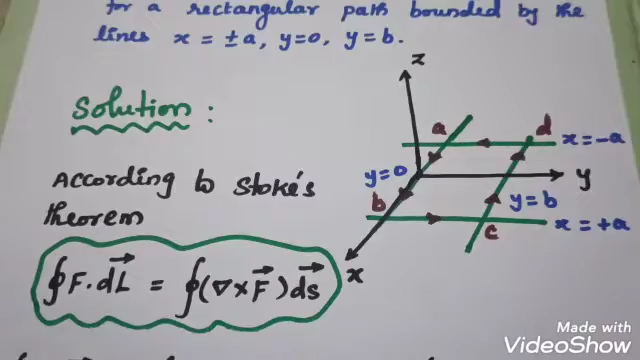 for a rectangular path bounded by the
lines x = ±a, y=0, y=b.
Solution :
According to Stoke's
theorem
∮F.dL⃗ = ∮(∇×F⃗)ds⃗
z
a
d
x=-a
y=0
y
b
y=b
c
x=+a
x
Made with
VideoShow